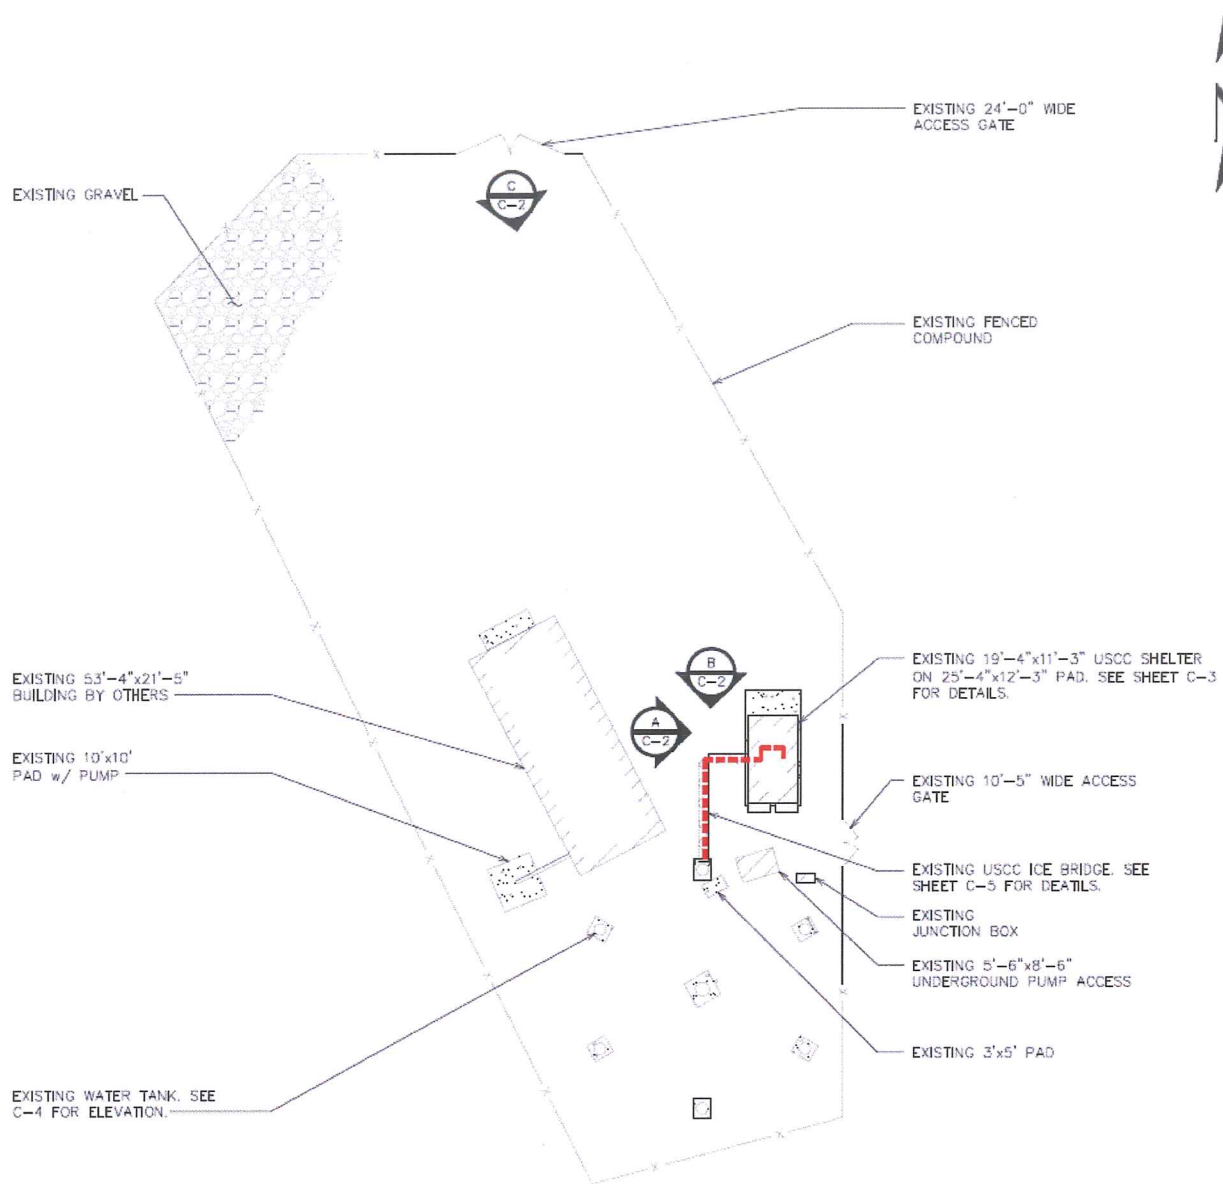 EXISTING 24'-0" WIDE
ACCESS GATE
N
EXISTING GRAVEL
C
C-2
EXISTING FENCED
COMPOUND
EXISTING 53'-4"x21'-5"
BUILDING BY OTHERS
B
C-2
EXISTING 19'-4"x11'-3" USCC SHELTER
ON 25'-4"x12'-3" PAD. SEE SHEET C-3
FOR DETAILS.
A
C-2
EXISTING 10'x10'
PAD w/ PUMP
EXISTING 10'-5" WIDE ACCESS
GATE
EXISTING USCC ICE BRIDGE. SEE
SHEET C-5 FOR DEATILS.
EXISTING
JUNCTION BOX
EXISTING 5'-6"x8'-6"
UNDERGROUND PUMP ACCESS
EXISTING 3'x5' PAD
EXISTING WATER TANK. SEE
C-4 FOR ELEVATION.